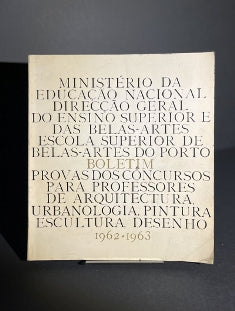 MINISTÉRIO DA
EDUCAÇÃO NACIONAL
DIRECÇÃO GERAL
DO ENSINO SUPERIOR E
DAS BELAS-ARTES
ESCOLA SUPERIOR DE
BELAS-ARTES DO PORTO
BOLETIM
PROVAS DOS CONCURSOS
PARA PROFESSORES
DE ARQUITECTURA,
URBANOLOGIA, PINTURA
ESCULTURA, DESENHO
1962•1963